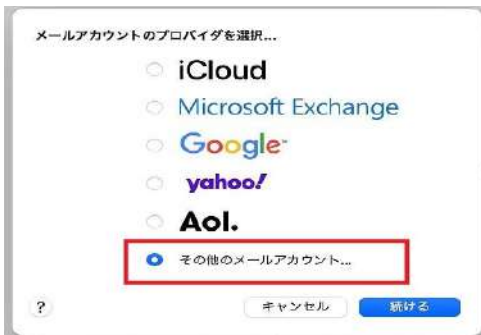 メールアカウントのプロバイダを選択...
iCloud
Microsoft Exchange
Google™
yahoo!
Aol.
その他のメールアカウント...
? キャンセル 続ける